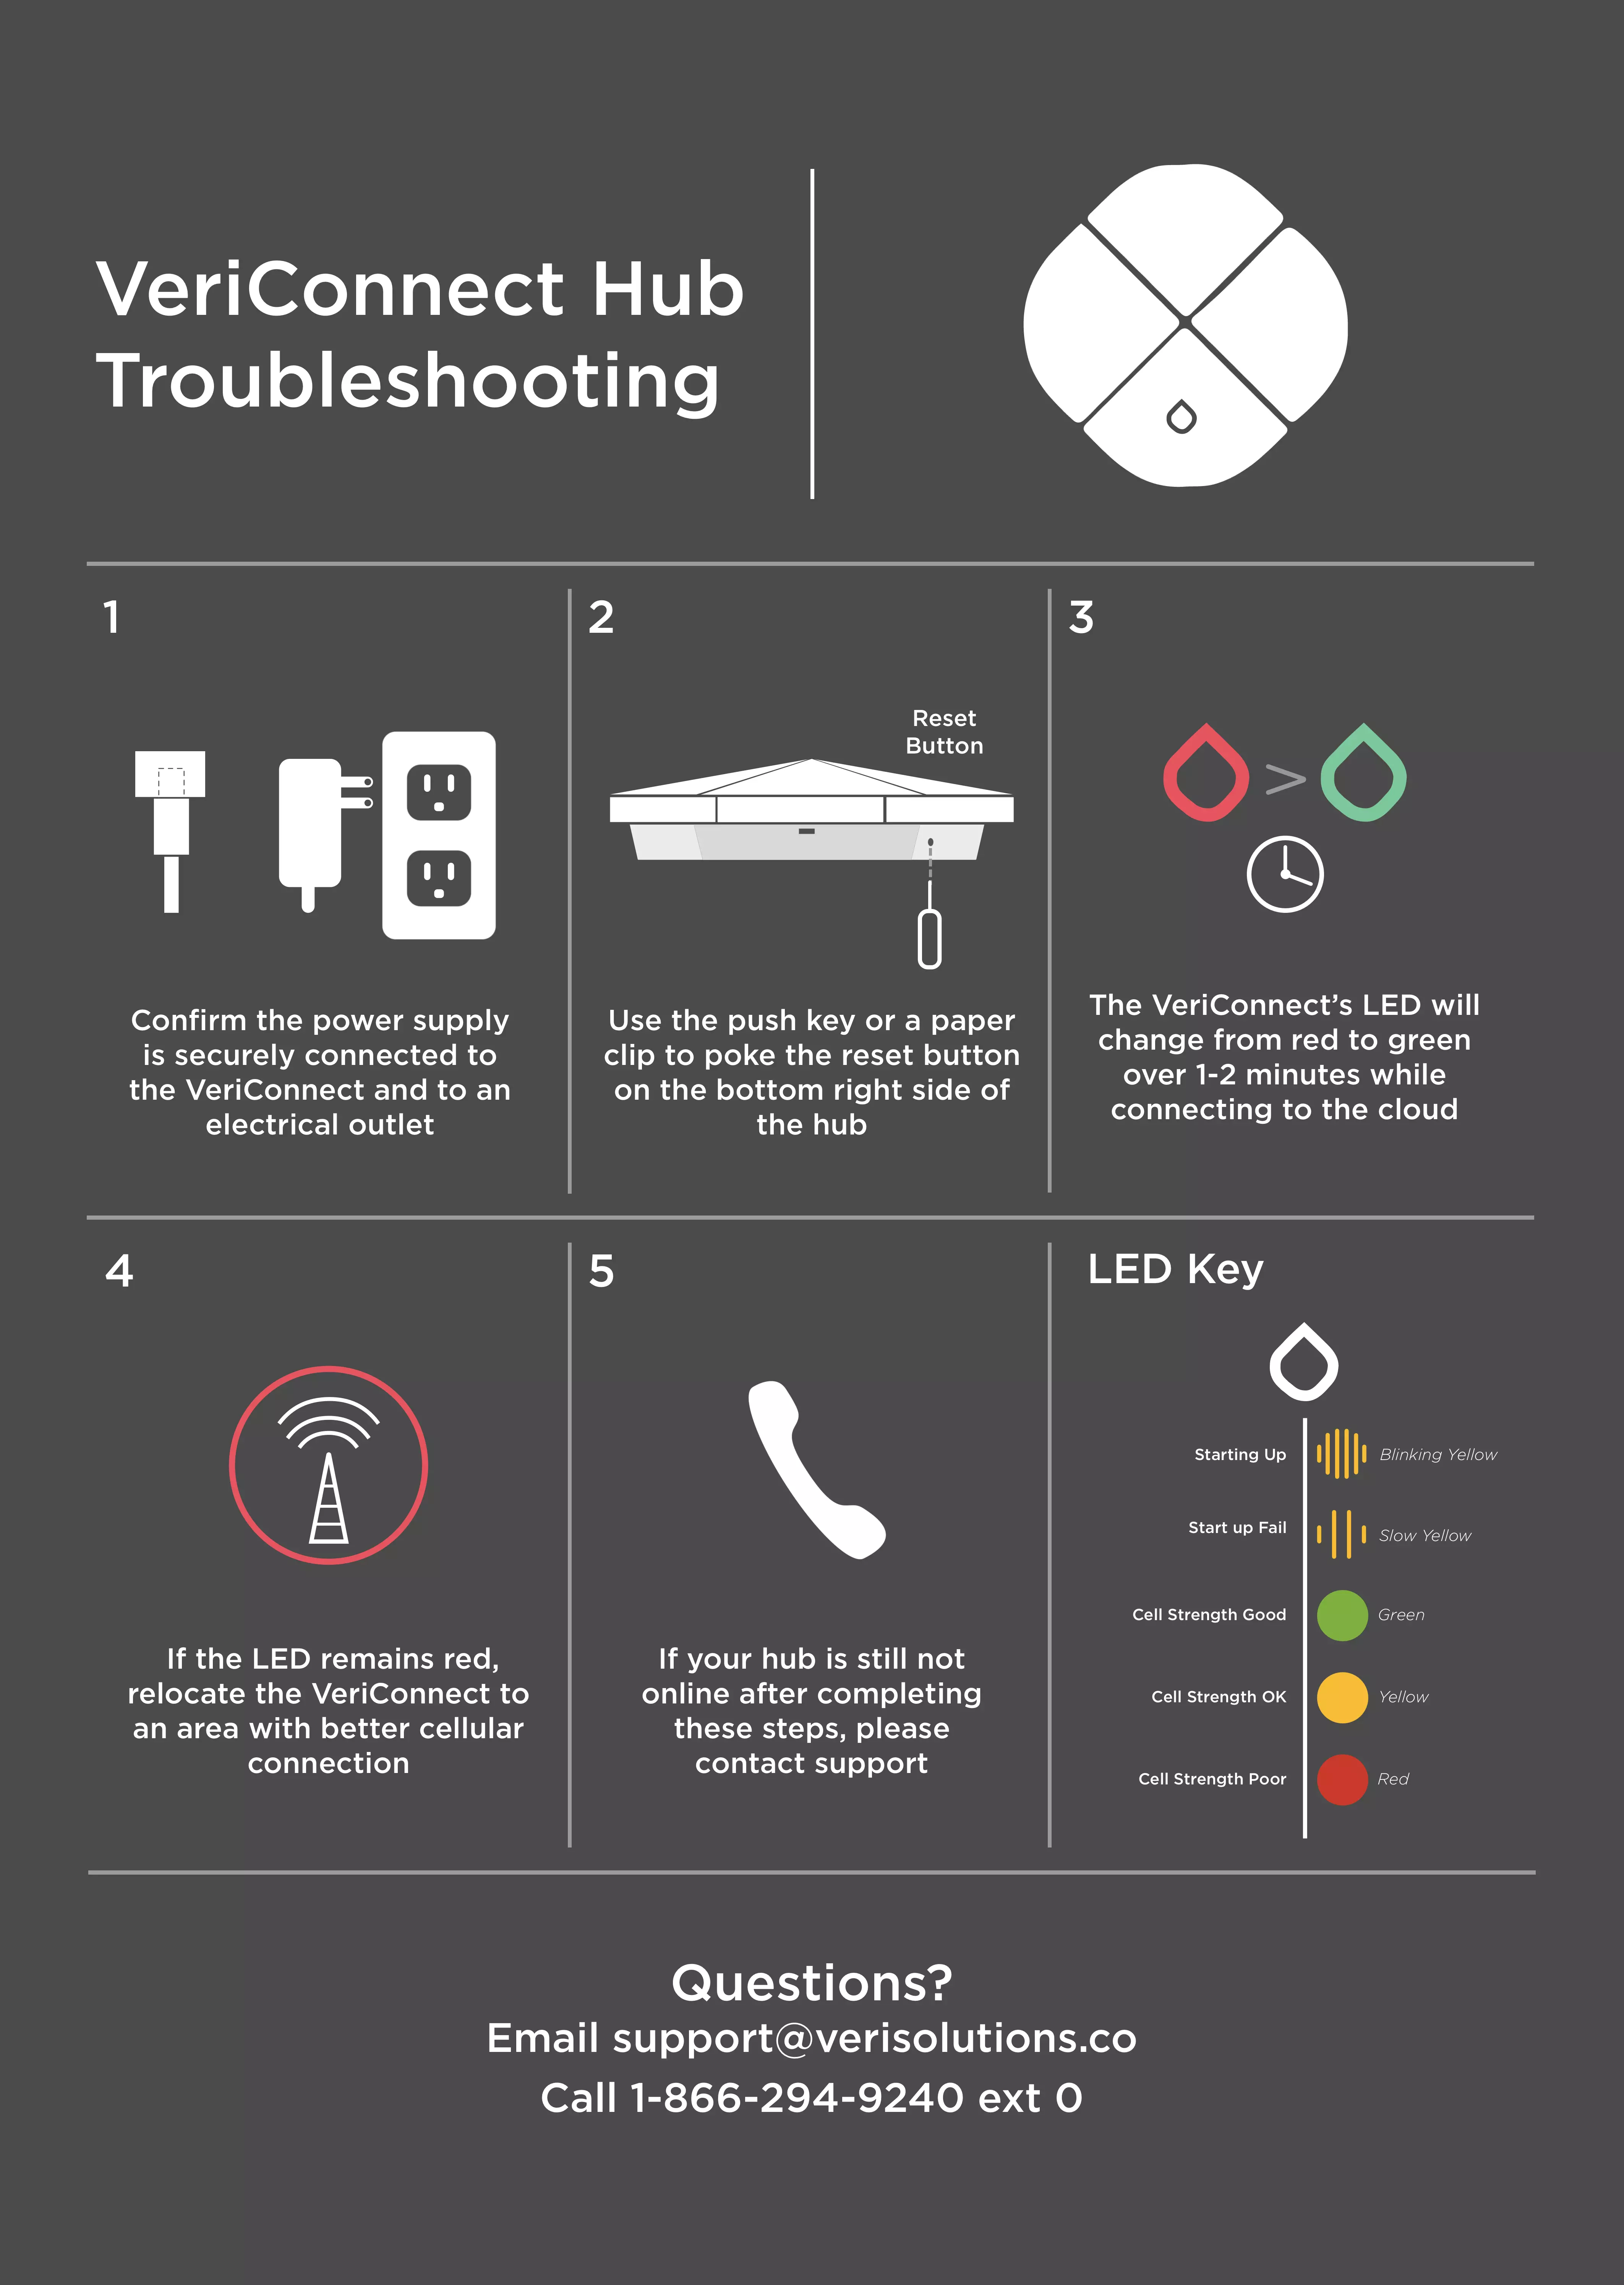 VeriConnect Hub
Troubleshooting
1
Confirm the power supply
is securely connected to
the VeriConnect and to an
electrical outlet
2
Reset
Button
Use the push key or a paper
clip to poke the reset button
on the bottom right side of
the hub
3
>
The VeriConnect’s LED will
change from red to green
over 1-2 minutes while
connecting to the cloud
4
If the LED remains red,
relocate the VeriConnect to
an area with better cellular
connection
5
If your hub is still not
online after completing
these steps, please
contact support
LED Key
Starting Up Blinking Yellow
Start up Fail Slow Yellow
Cell Strength Good Green
Cell Strength OK Yellow
Cell Strength Poor Red
Questions?
Email support@verisolutions.co
Call 1-866-294-9240 ext 0